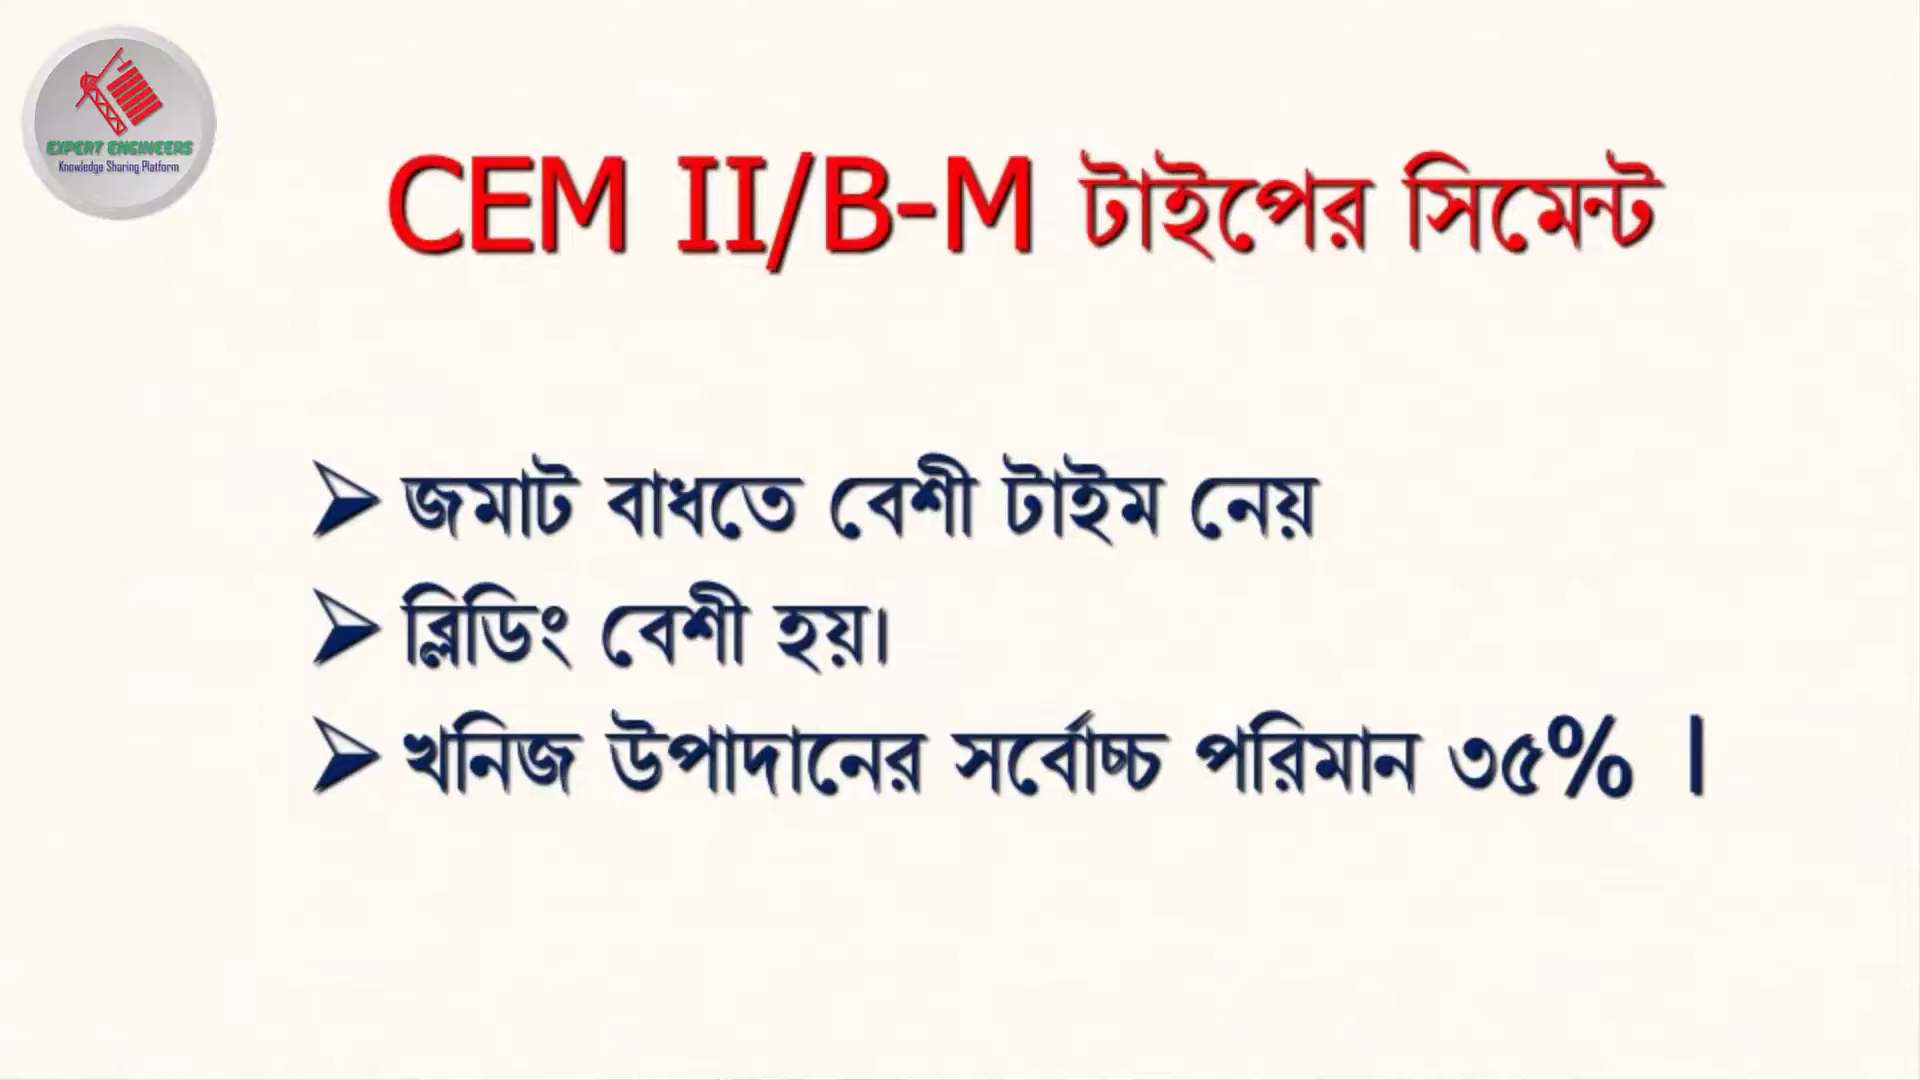 EXPERT ENGINEERS
Knowledge Sharing Platform
CEM II/B-M টাইপের সিমেন্ট
জমাট বাধতে বেশী টাইম নেয়
ব্লিডিং বেশী হয়।
খনিজ উপাদানের সর্বোচ্চ পরিমান ৩৫% ।